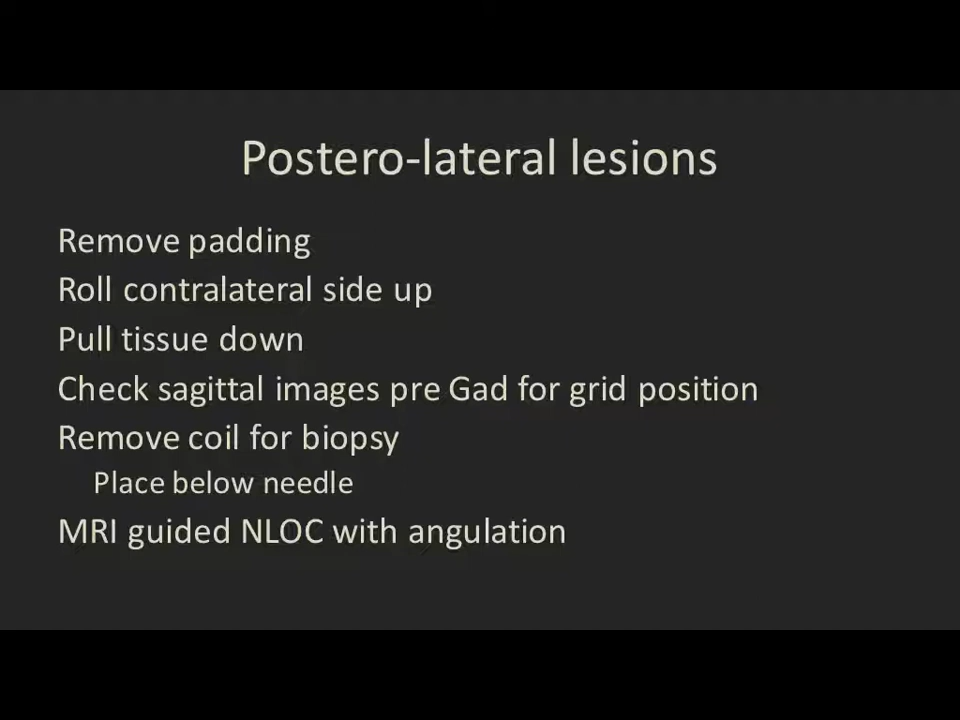 Postero-lateral lesions
Remove padding
Roll contralateral side up
Pull tissue down
Check sagittal images pre Gad for grid position
Remove coil for biopsy
Place below needle
MRI guided NLOC with angulation